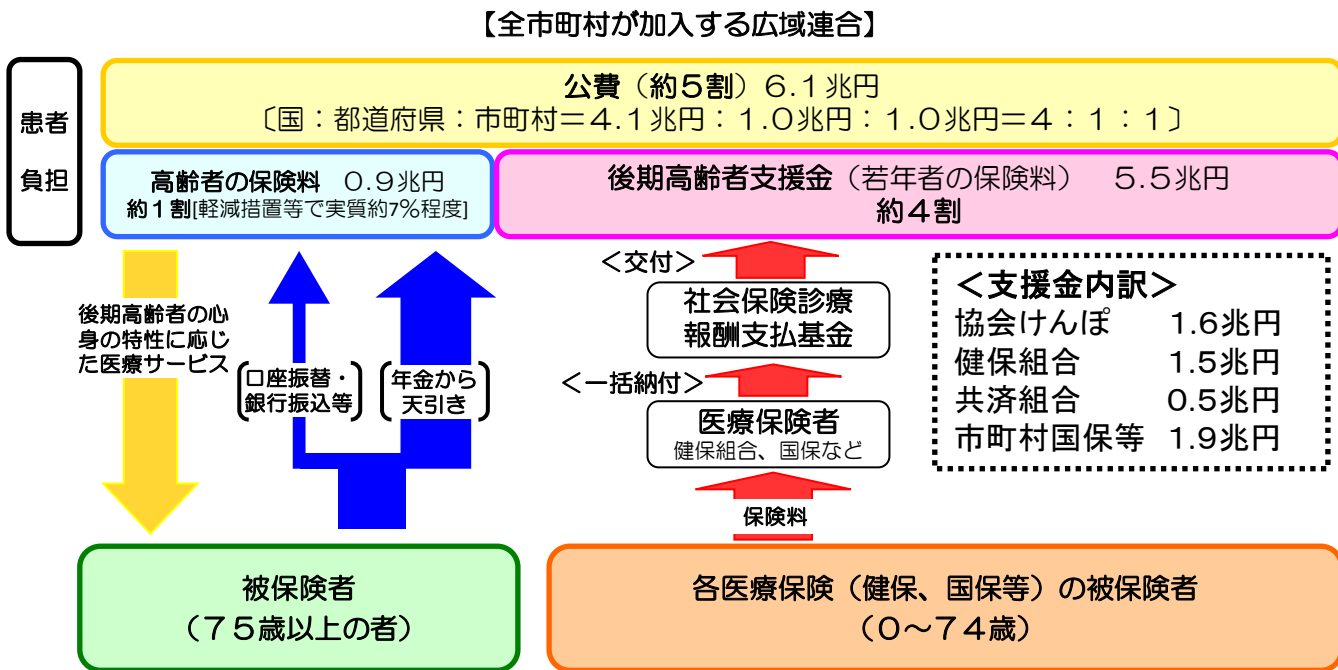 【全市町村が加入する広域連合】
患者
負担
公費（約５割）６.１兆円
〔国：都道府県：市町村＝４.１兆円：１.０兆円：１.０兆円＝４：１：１〕
高齢者の保険料　０.９兆円
約１割[軽減措置等で実質約7％程度]
後期高齢者支援金（若年者の保険料）　５.５兆円
約４割
後期高齢者の心
身の特性に応じ
た医療サービス
口座振替・
銀行振込等
年金から
天引き
＜交付＞
社会保険診療
報酬支払基金
＜一括納付＞
医療保険者
健保組合、国保など
保険料
＜支援金内訳＞
協会けんぽ　1.6兆円
健保組合　1.5兆円
共済組合　0.5兆円
市町村国保等　1.9兆円
被保険者
（７５歳以上の者）
各医療保険（健保、国保等）の被保険者
（０～７４歳）